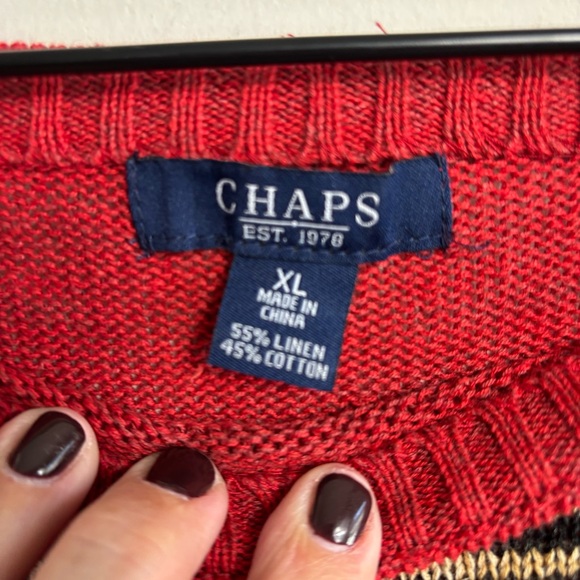 CHAPS
EST. 1978
XL
MADE IN
CHINA
55% LINEN
45% COTTON